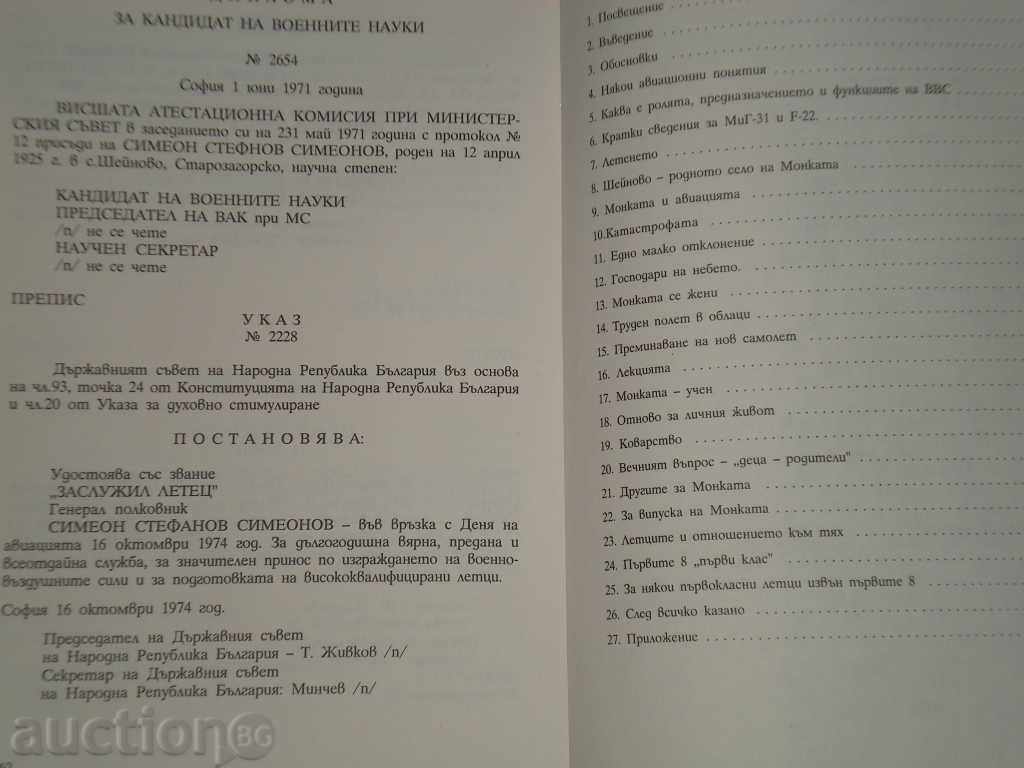 ЗА КАНДИДАТ НА ВОЕННИТЕ НАУКИ
№ 2654
София 1 юни 1971 година
ВИСШАТА АТЕСТАЦИОННА КОМИСИЯ ПРИ МИНИСТЕР-
СКИЯ СЪВЕТ в заседанието си на 231 май 1971 година с протокол №
12 присъди на СИМЕОН СТЕФНОВ СИМЕОНОВ, роден на 12 април
1925 г. в с.Шейново, Старозагорско, научна степен:
КАНДИДАТ НА ВОЕННИТЕ НАУКИ
ПРЕДСЕДАТЕЛ НА ВАК при МС
/п/ не се чете
НАУЧЕН СЕКРЕТАР
/п/ не се чете
ПРЕПИС
У К А З
№ 2228
Държавният съвет на Народна Република България въз основа
на чл.93, точка 24 от Конституцията на Народна Република България
и чл.20 от Указа за духовно стимулиране
П О С Т А Н О В Я В А:
Удостоява със звание
„ЗАСЛУЖИЛ ЛЕТЕЦ"
Генерал полковник
СИМЕОН СТЕФАНОВ СИМЕОНОВ – във връзка с Деня на
авиацията 16 октомври 1974 год. За дългогодишна вярна, предана и
всеотдайна служба, за значителен принос по изграждането на военно-
въздушните сили и за подготовката на висококвалифицирани летци.
София 16 октомври 1974 год.
Председател на Държавния съвет
на Народна Република България – Т. Живков /п/
Секретар на Държавния съвет
на Народна Република България: Минчев /п/
62
1. Посвещение
2. Въведение
3. Обосновки
4. Някои авиационни понятия
5. Каква е ролята, предназначението и функциите на ВВС
6. Кратки сведения за МиГ-31 и F-22.
7. Летенето
8. Шейново – родното село на Монката
9. Монката и авиацията
10.Катастрофата
11. Едно малко отклонение
12. Господари на небето.
13. Монката се жени
14. Труден полет в облаци
15. Преминаване на нов самолет
16. Лекцията
17. Монката – учен
18. Отново за личния живот
19. Коварство
20. Вечният въпрос – „деца – родители"
21. Другите за Монката
22. За випуска на Монката
23. Летците и отношението към тях
24. Първите 8 „първи клас"
25. За някои първокласни летци извън първите 8
26. След всичко казано
27. Приложение
auction BG